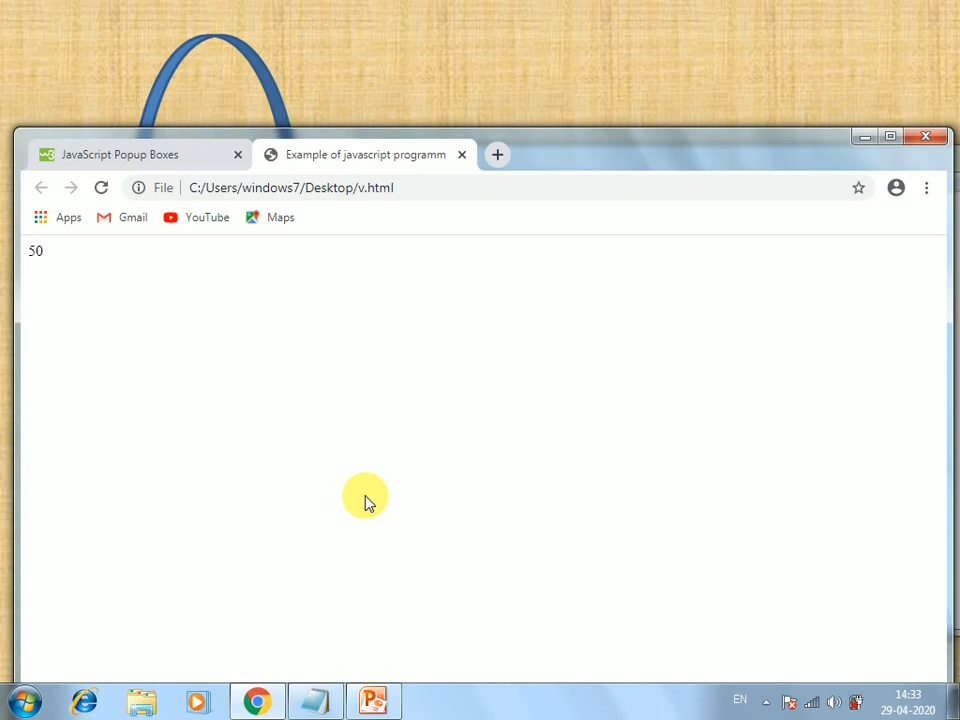 JavaScript Popup Boxes
Example of javascript programm
File
C:/Users/windows7/Desktop/v.html
Apps
Gmail
YouTube
Maps
50
EN
14:33
29-04-2020